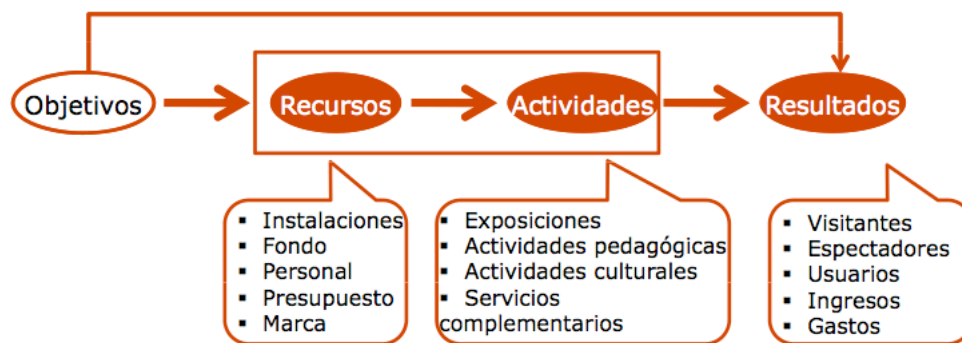 Objetivos
Recursos
Actividades
Resultados
▪ Instalaciones
▪ Fondo
▪ Personal
▪ Presupuesto
▪ Marca
▪ Exposiciones
▪ Actividades pedagógicas
▪ Actividades culturales
▪ Servicios
complementarios
▪ Visitantes
▪ Espectadores
▪ Usuarios
▪ Ingresos
▪ Gastos